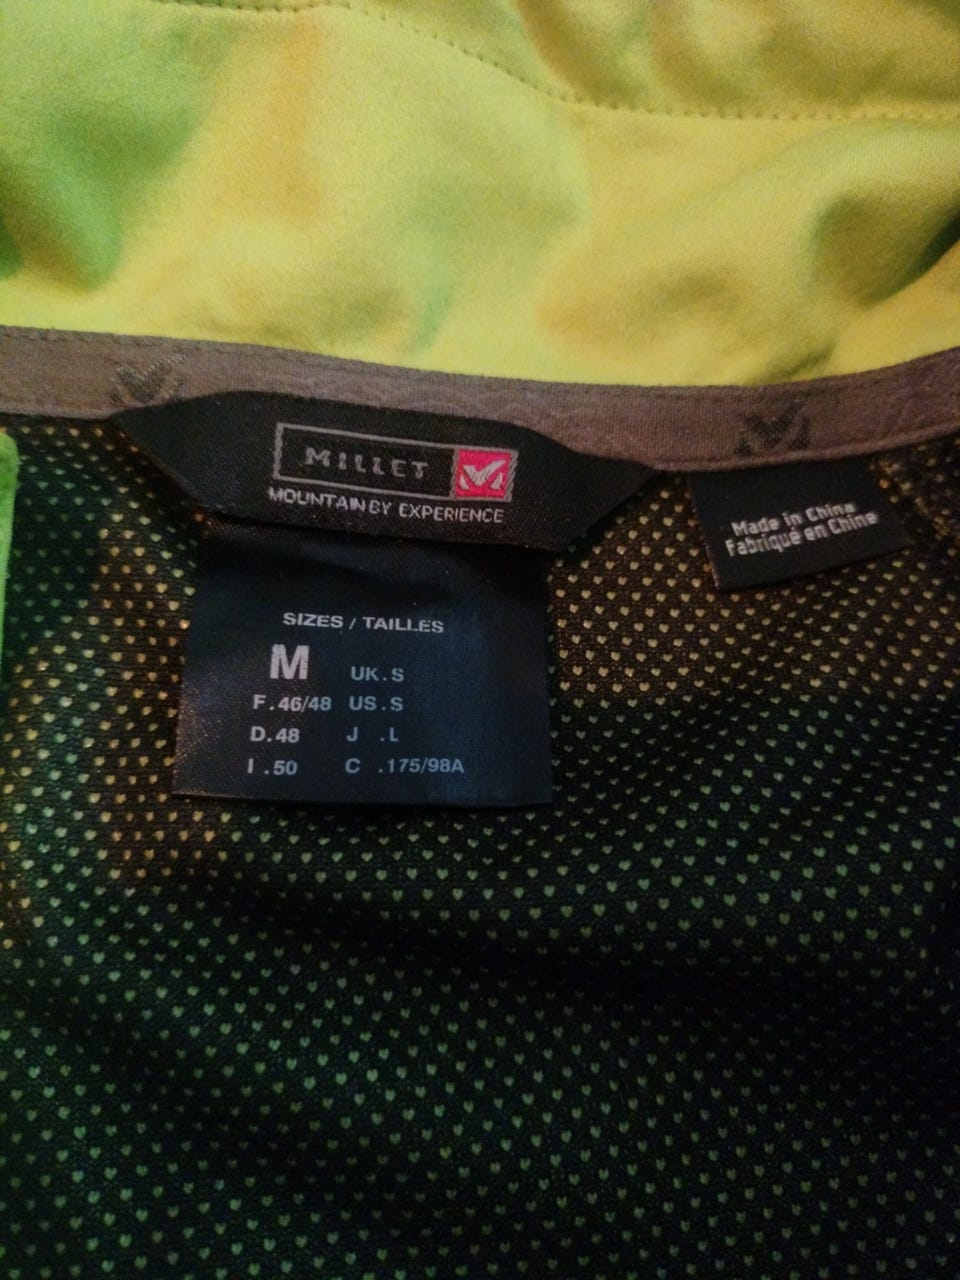 MILLET
MOUNTAIN BY EXPERIENCE
Made in China
Fabrique en Chine
SIZES / TAILLES
M UK.S
F.46/48 US.S
D.48 J .L
I .50 C .175/98A